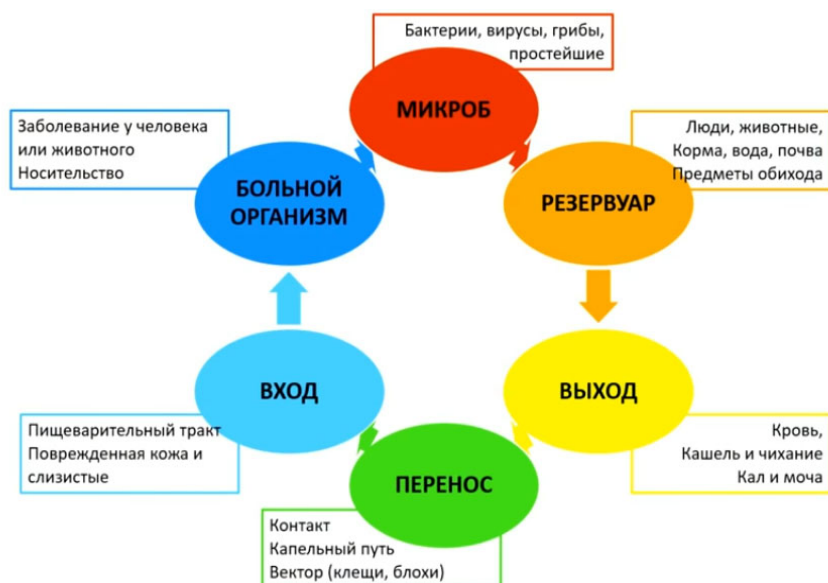 Бактерии, вирусы, грибы,
простейшие
МИКРОБ
Люди, животные,
Корма, вода, почва
Предметы обихода
РЕЗЕРВУАР
Кровь,
Кашель и чихание
Кал и моча
ВЫХОД
ПЕРЕНОС
Контакт
Капельный путь
Вектор (клещи, блохи)
ВХОД
Пищеварительный тракт
Поврежденная кожа и
слизистые
Заболевание у человека
или животного
Носительство
БОЛЬНОЙ
ОРГАНИЗМ